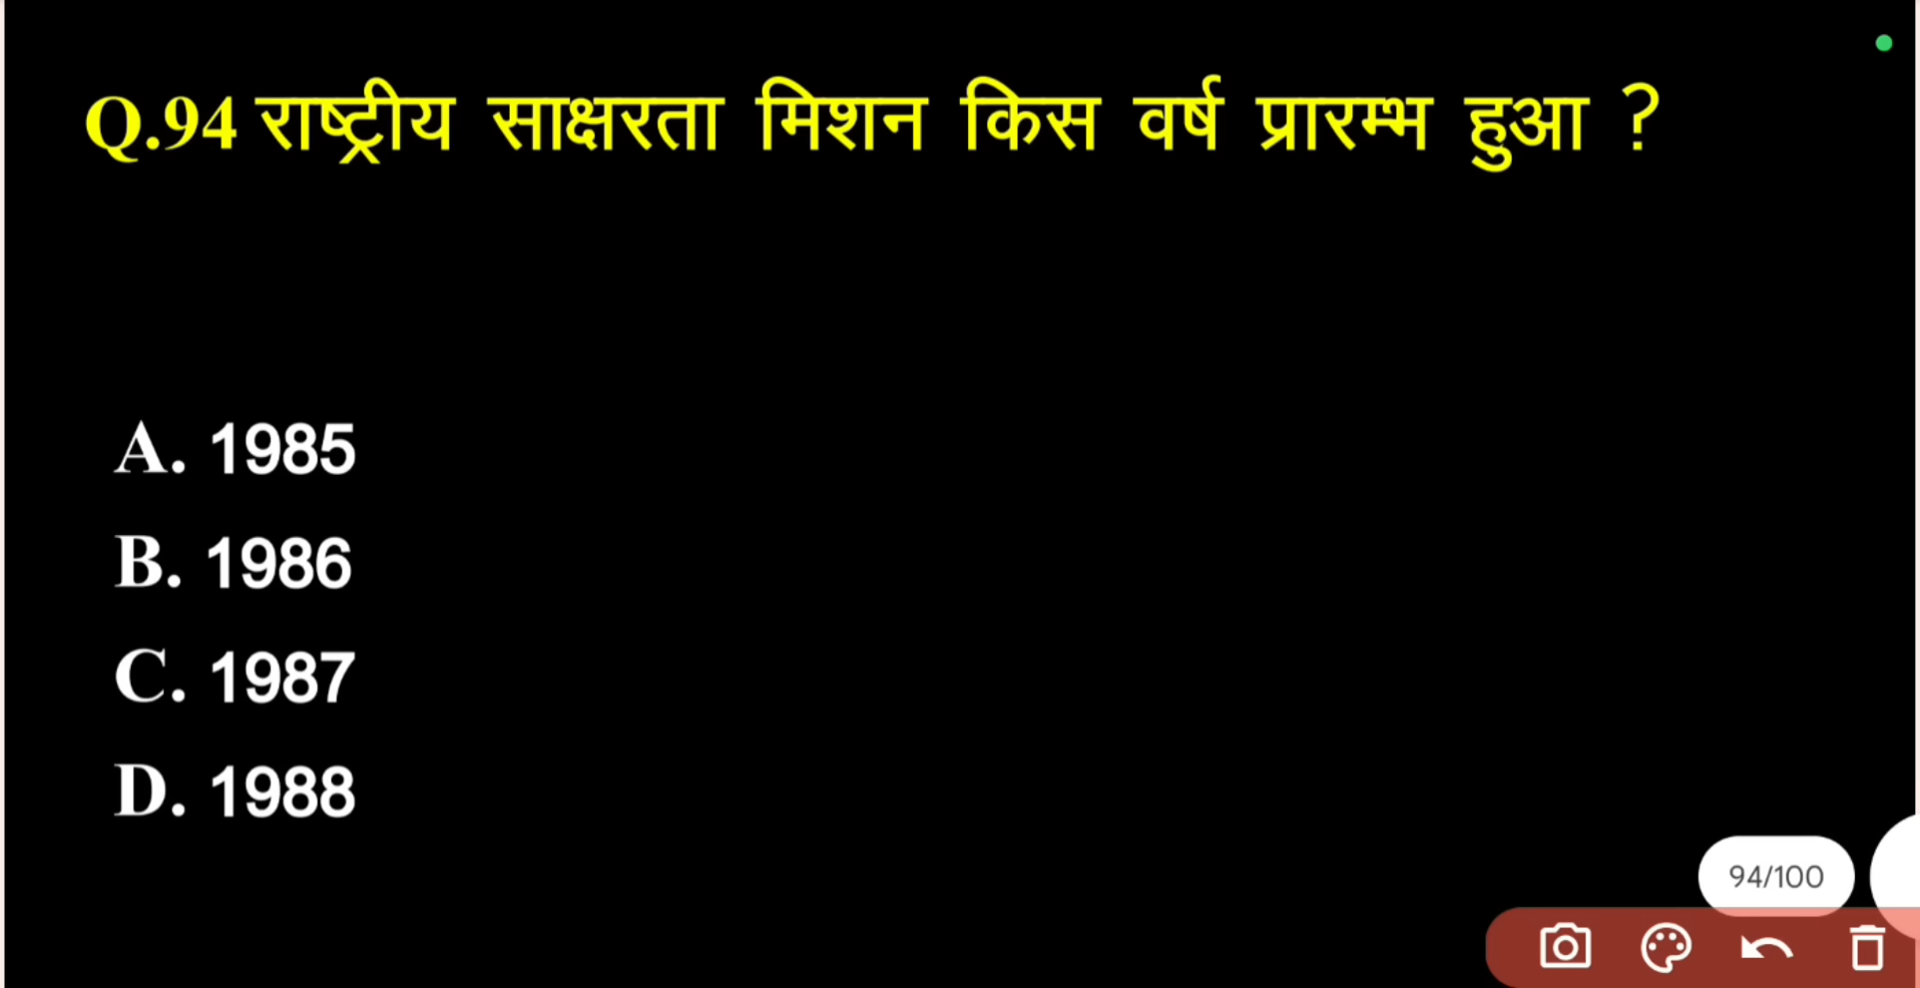 Q.94 राष्ट्रीय साक्षरता मिशन किस वर्ष प्रारम्भ हुआ ?
A. 1985
B. 1986
C. 1987
D. 1988
94/100